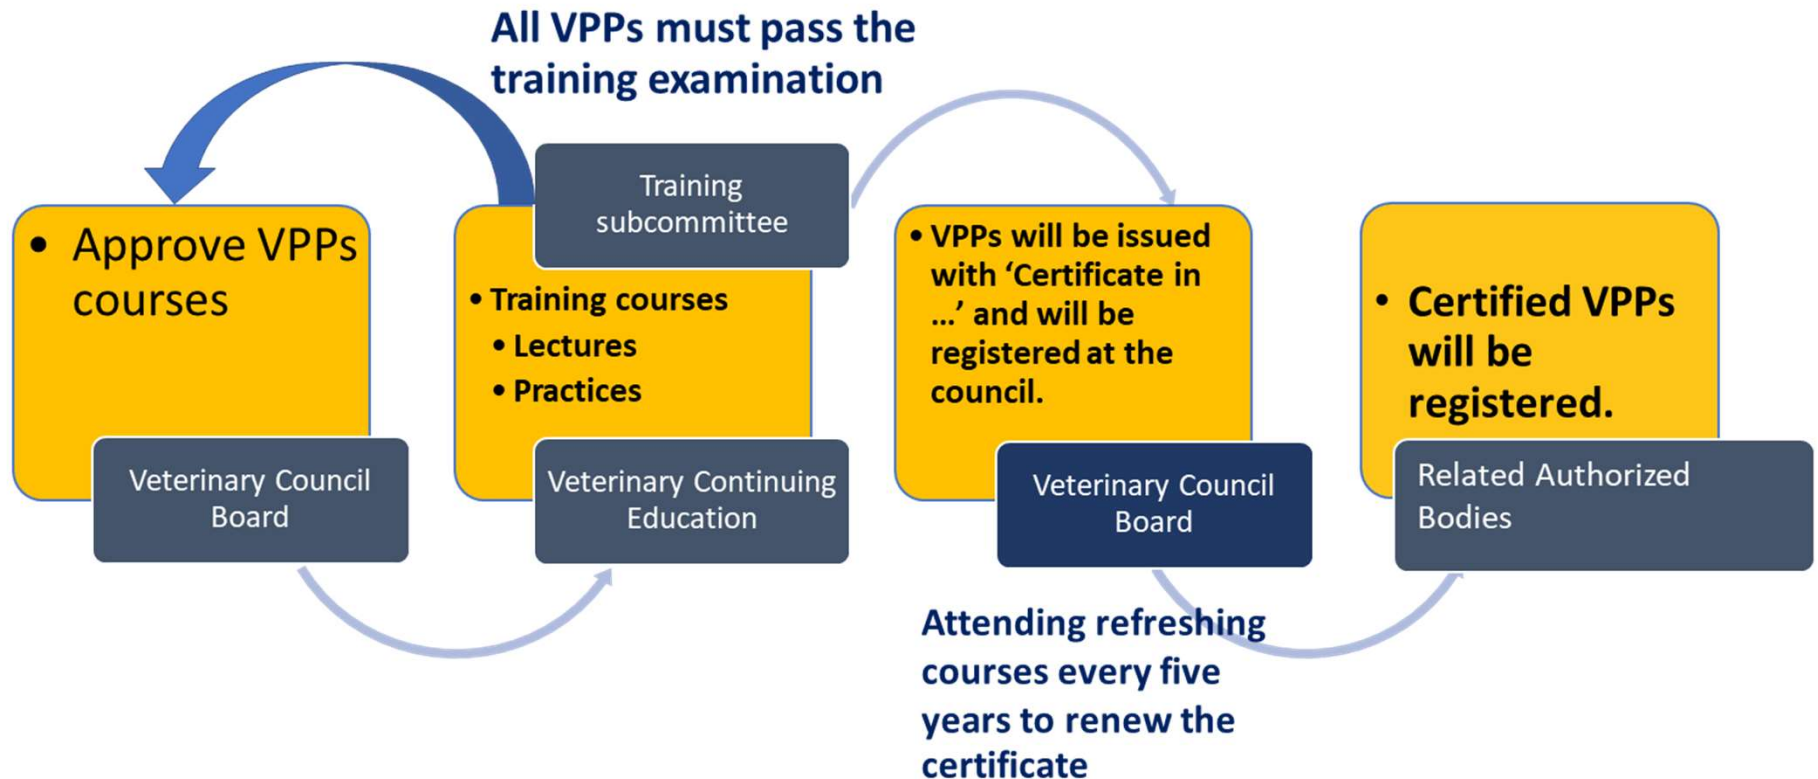 All VPPs must pass the
training examination
• Approve VPPs
courses
Veterinary Council
Board
Training
subcommittee
• Training courses
• Lectures
• Practices
Veterinary Continuing
Education
• VPPs will be issued
with ‘Certificate in
...’ and will be
registered at the
council.
Veterinary Council
Board
• Certified VPPs
will be
registered.
Related Authorized
Bodies
Attending refreshing
courses every five
years to renew the
certificate